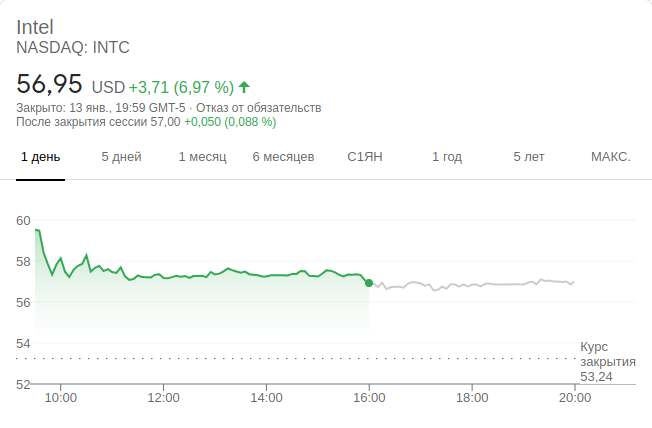 Intel
NASDAQ: INTC
56,95 USD +3,71 (6,97 %)
Закрыто: 13 янв., 19:59 GMT-5 · Отказ от обязательств
После закрытия сессии 57,00 +0,050 (0,088 %)
1 день 5 дней 1 месяц 6 месяцев С1ЯН 1 год 5 лет МАКС.
60
58
56
54
Курс
закрытия
53,24
52
10:00 12:00 14:00 16:00 18:00 20:00